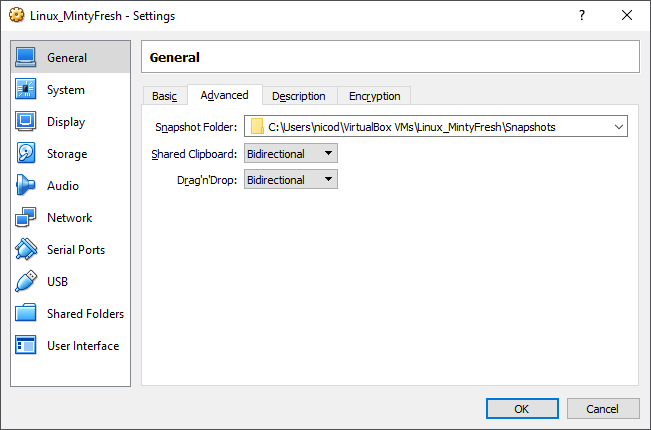 Linux_MintyFresh - Settings
General
System
Display
Storage
Audio
Network
Serial Ports
USB
Shared Folders
User Interface
General
Basic Advanced Description Encryption
Snapshot Folder: C:\Users\nicod\VirtualBox VMs\Linux_MintyFresh\Snapshots
Shared Clipboard: Bidirectional
Drag'n'Drop: Bidirectional
OK Cancel